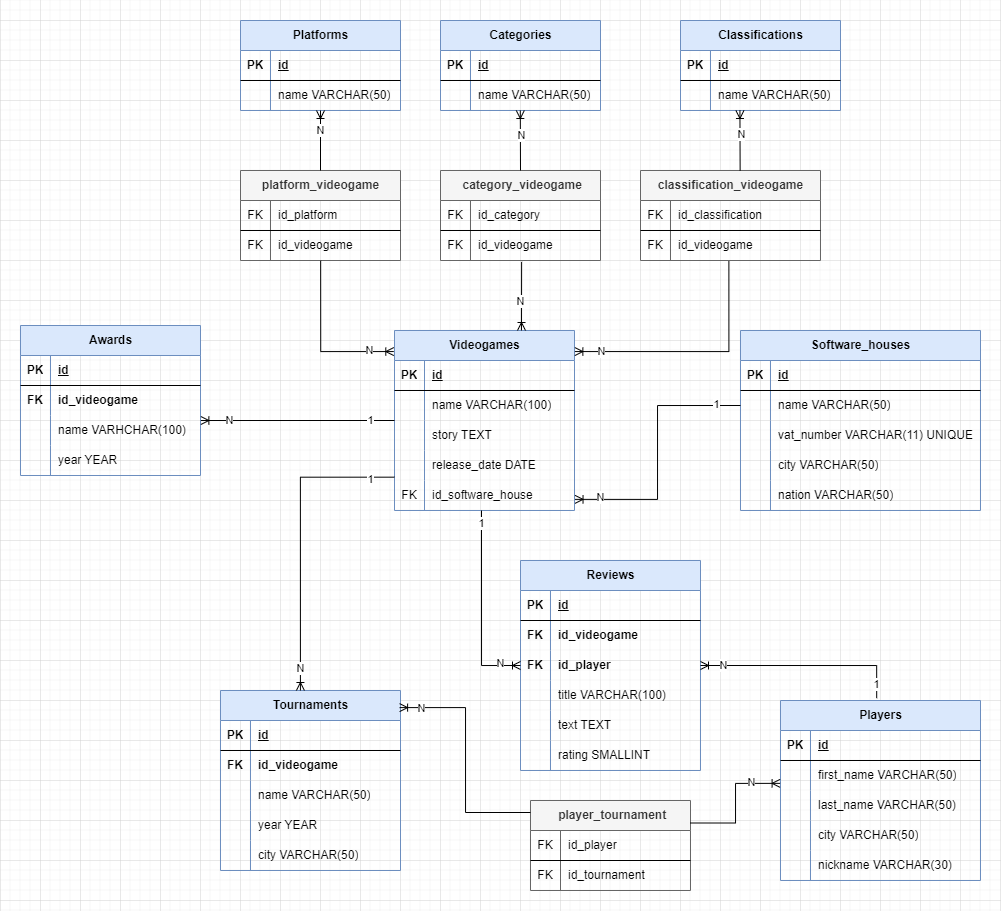 Platforms
PK id
name VARCHAR(50)
N
Categories
PK id
name VARCHAR(50)
N
Classifications
PK id
name VARCHAR(50)
N
platform_videogame
FK id_platform
FK id_videogame
N
category_videogame
FK id_category
FK id_videogame
N
classification_videogame
FK id_classification
FK id_videogame
N
Awards
PK id
FK id_videogame
name VARHCHAR(100)
year YEAR
N
1
Videogames
PK id
name VARCHAR(100)
story TEXT
release_date DATE
FK id_software_house
Software_houses
PK id
name VARCHAR(50)
vat_number VARCHAR(11) UNIQUE
city VARCHAR(50)
nation VARCHAR(50)
1
N
1
N
1
N
Reviews
PK id
FK id_videogame
FK id_player
title VARCHAR(100)
text TEXT
rating SMALLINT
N
1
Tournaments
PK id
FK id_videogame
name VARCHAR(50)
year YEAR
city VARCHAR(50)
N
player_tournament
FK id_player
FK id_tournament
N
Players
PK id
first_name VARCHAR(50)
last_name VARCHAR(50)
city VARCHAR(50)
nickname VARCHAR(30)